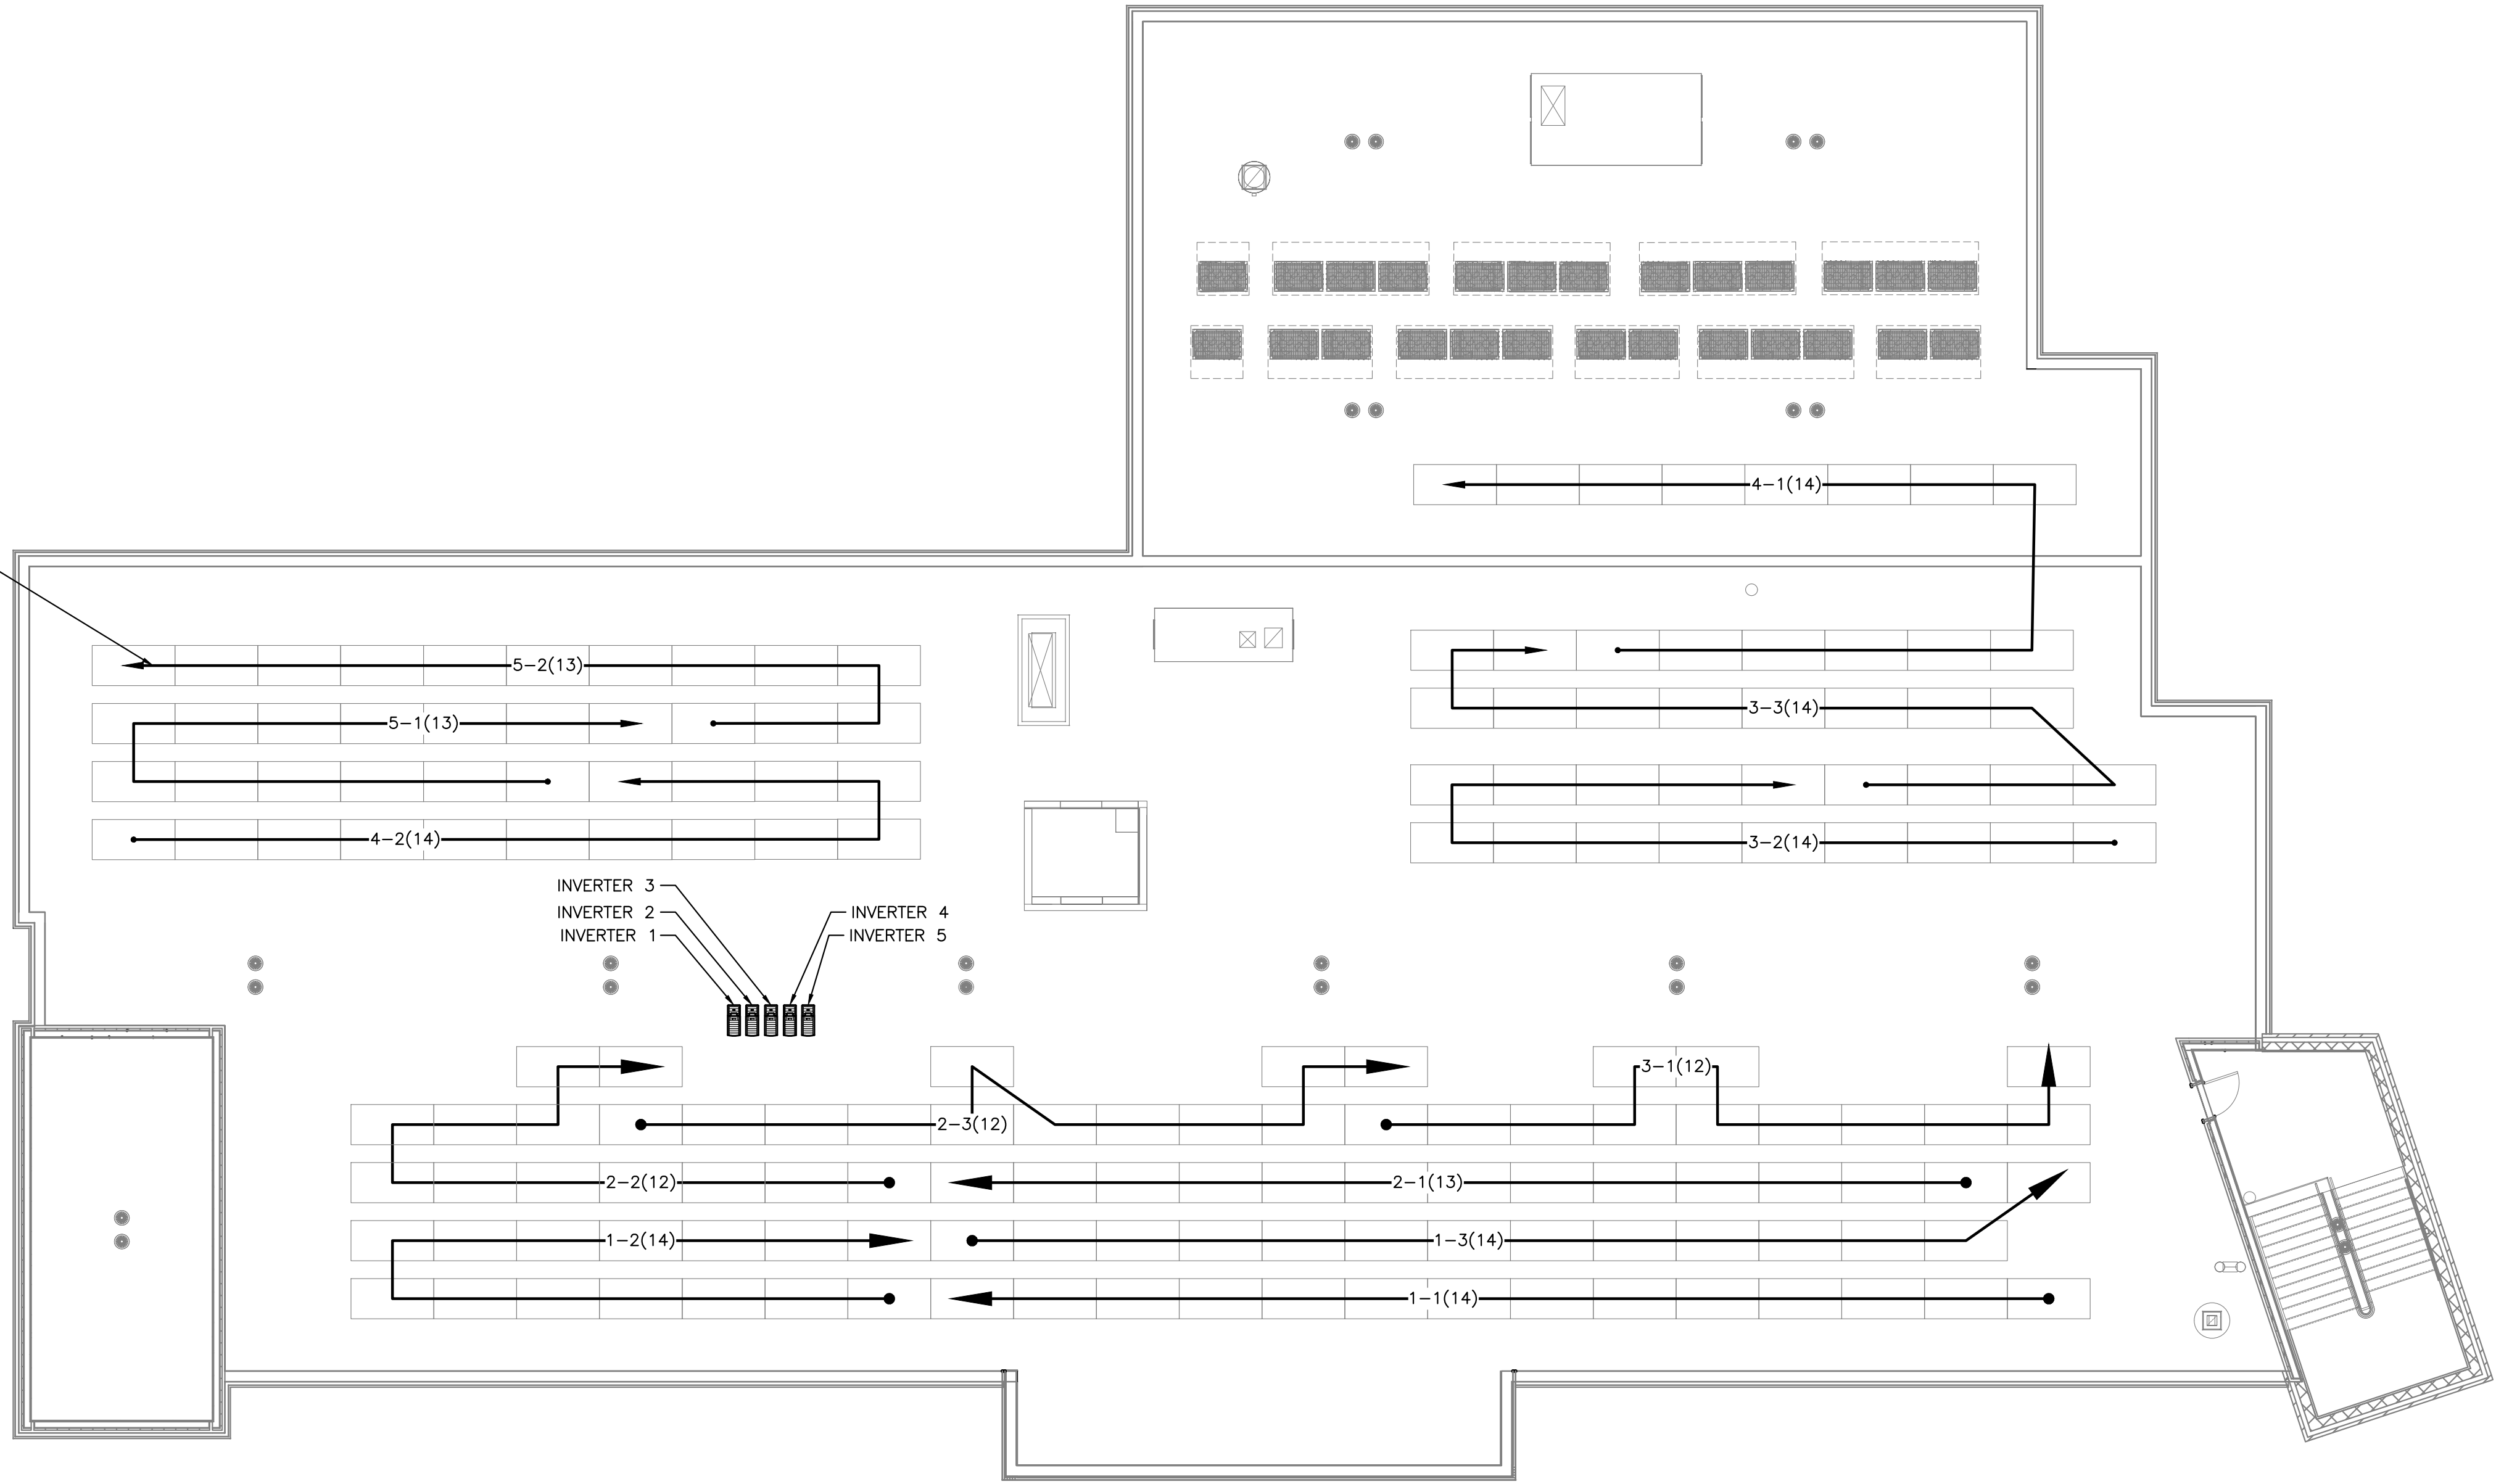 4-1(14)
5-2(13)
3-3(14)
5-1(13)
4-2(14)
3-2(14)
INVERTER 3
INVERTER 2
INVERTER 4
INVERTER 1
INVERTER 5
3-1(12)
2-3(12)
2-2(12)
2-1(13)
1-2(14)
1-3(14)
1-1(14)